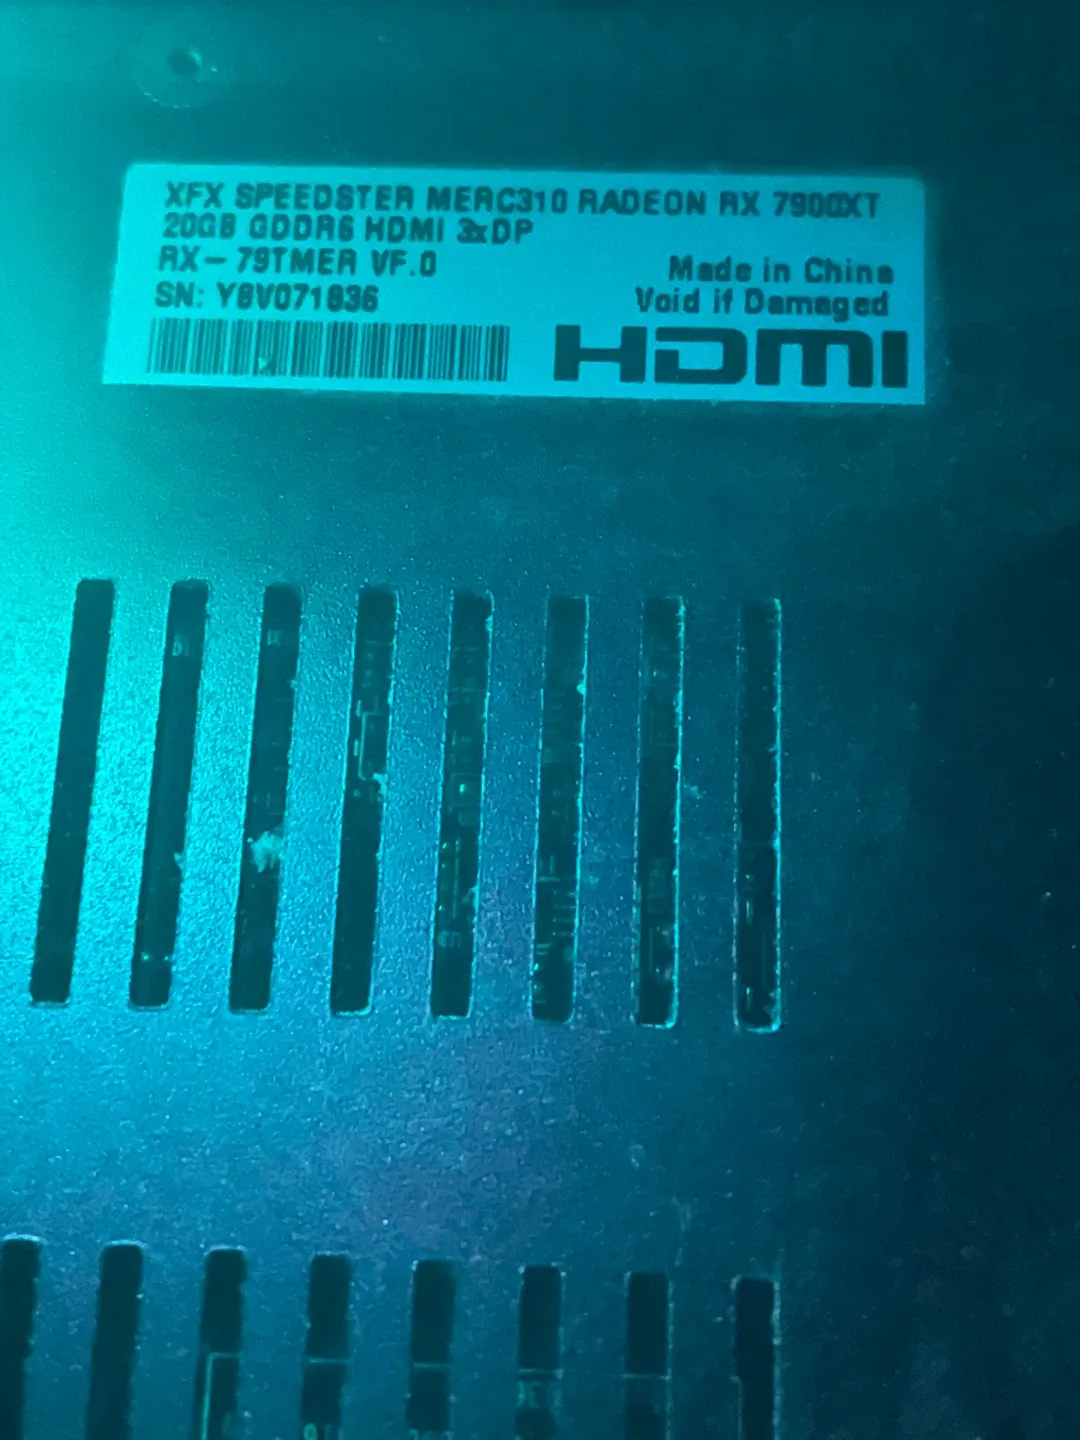 XFX SPEEDSTER MERC310 RADEON RX 7900XT
20GB GDDR6 HDMI 3xDP
RX-79TMER VF.0
SN: Y8V071836
Made in China
Void if Damaged
HDMI